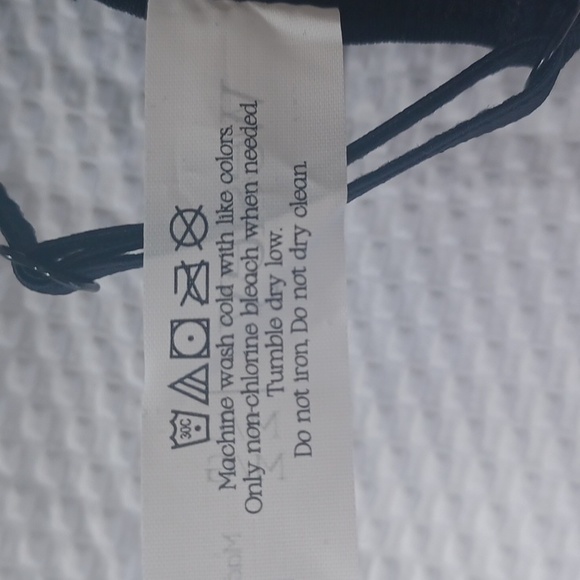 30C
Machine wash cold with like colors.
Only non-chlorine bleach when needed,
Tumble dry low.
Do not iron, Do not dry clean.